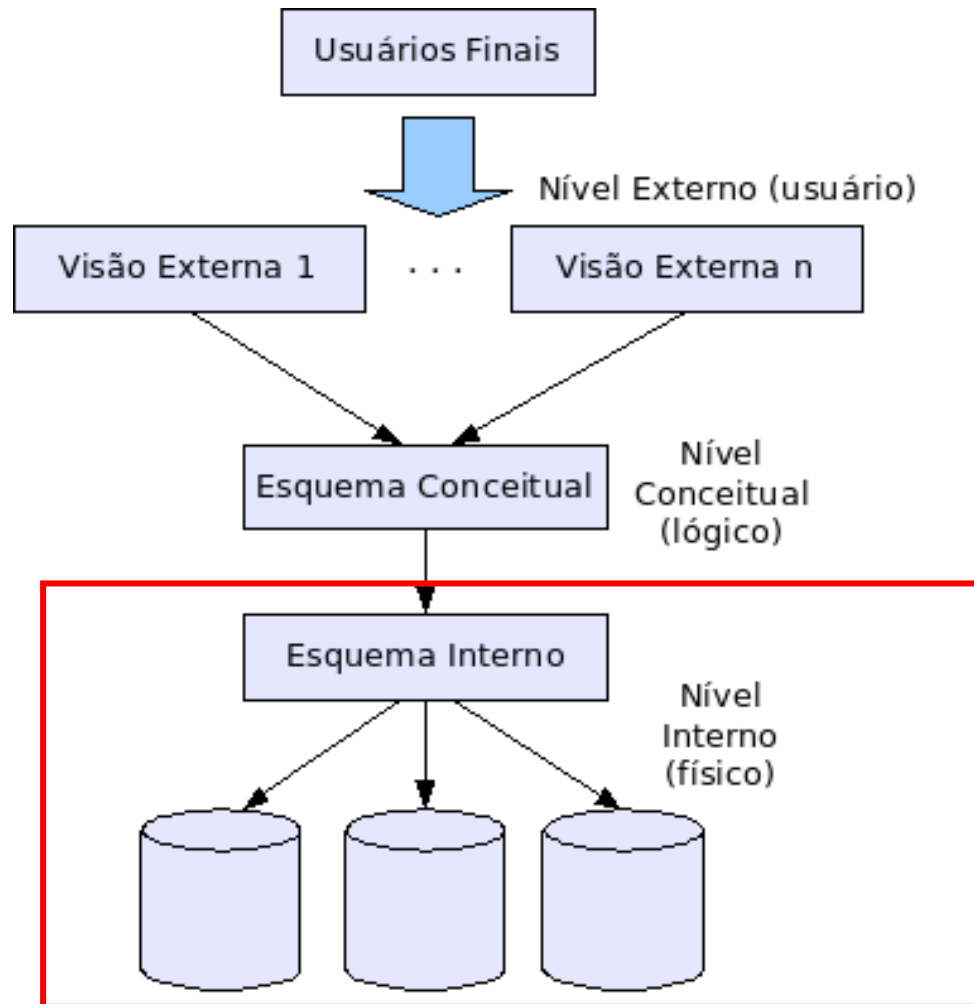 Usuários Finais
Nível Externo (usuário)
Visão Externa 1
. . .
Visão Externa n
Esquema Conceitual
Nível
Conceitual
(lógico)
Esquema Interno
Nível
Interno
(físico)